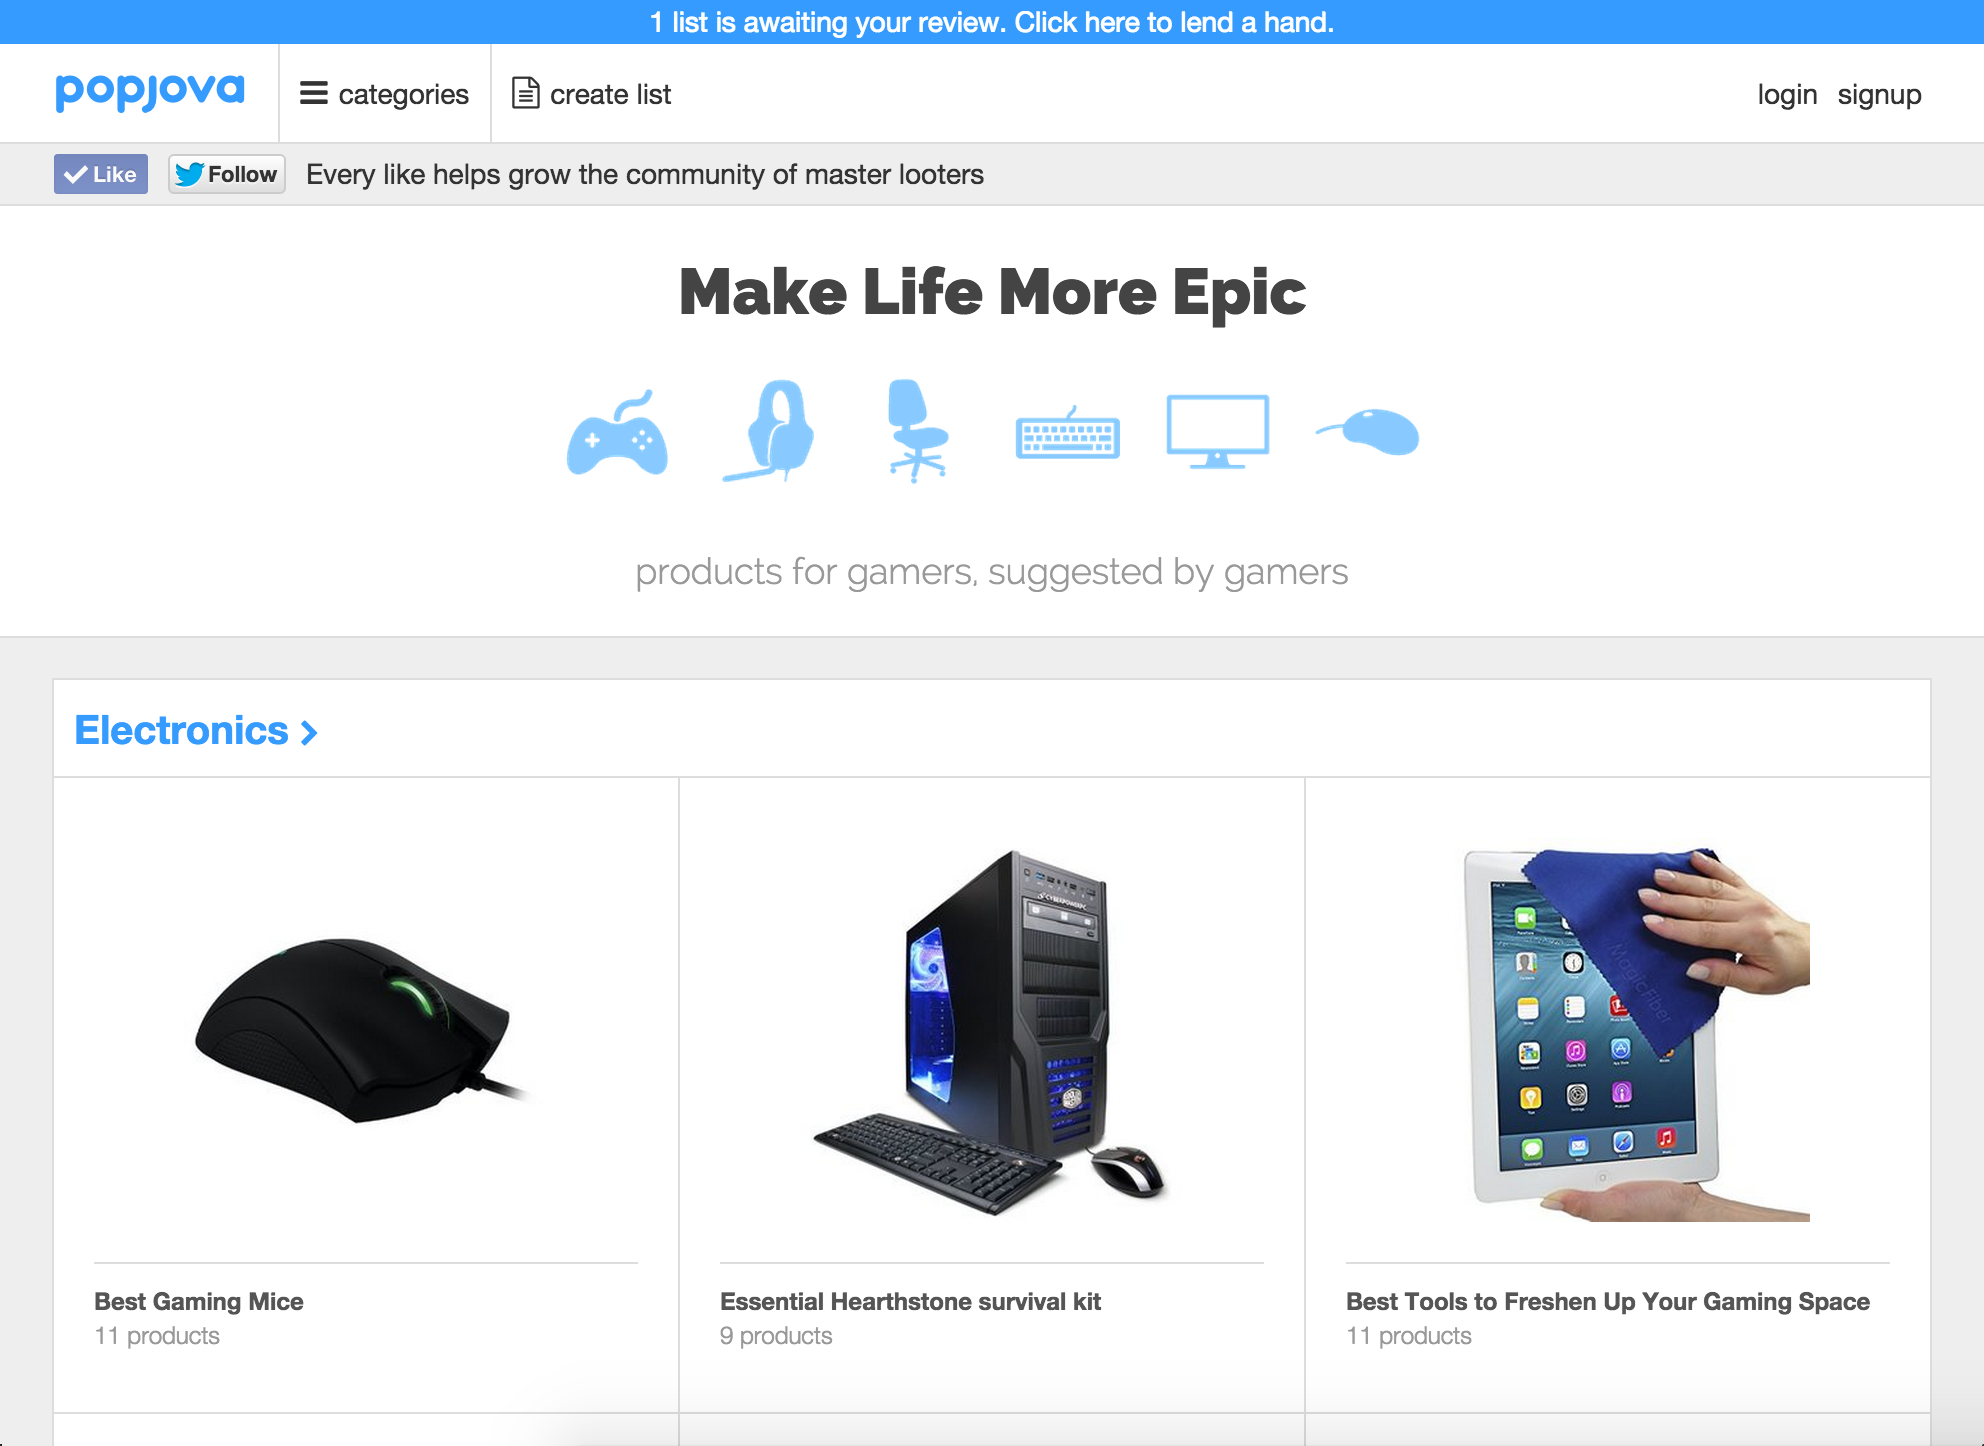 1 list is awaiting your review. Click here to lend a hand.
popjova
categories
create list
login signup
Like
Follow
Every like helps grow the community of master looters
Make Life More Epic
products for gamers, suggested by gamers
Electronics
CYBERPOWERPC
MagicFiber
Best Gaming Mice
11 products
Essential Hearthstone survival kit
9 products
Best Tools to Freshen Up Your Gaming Space
11 products